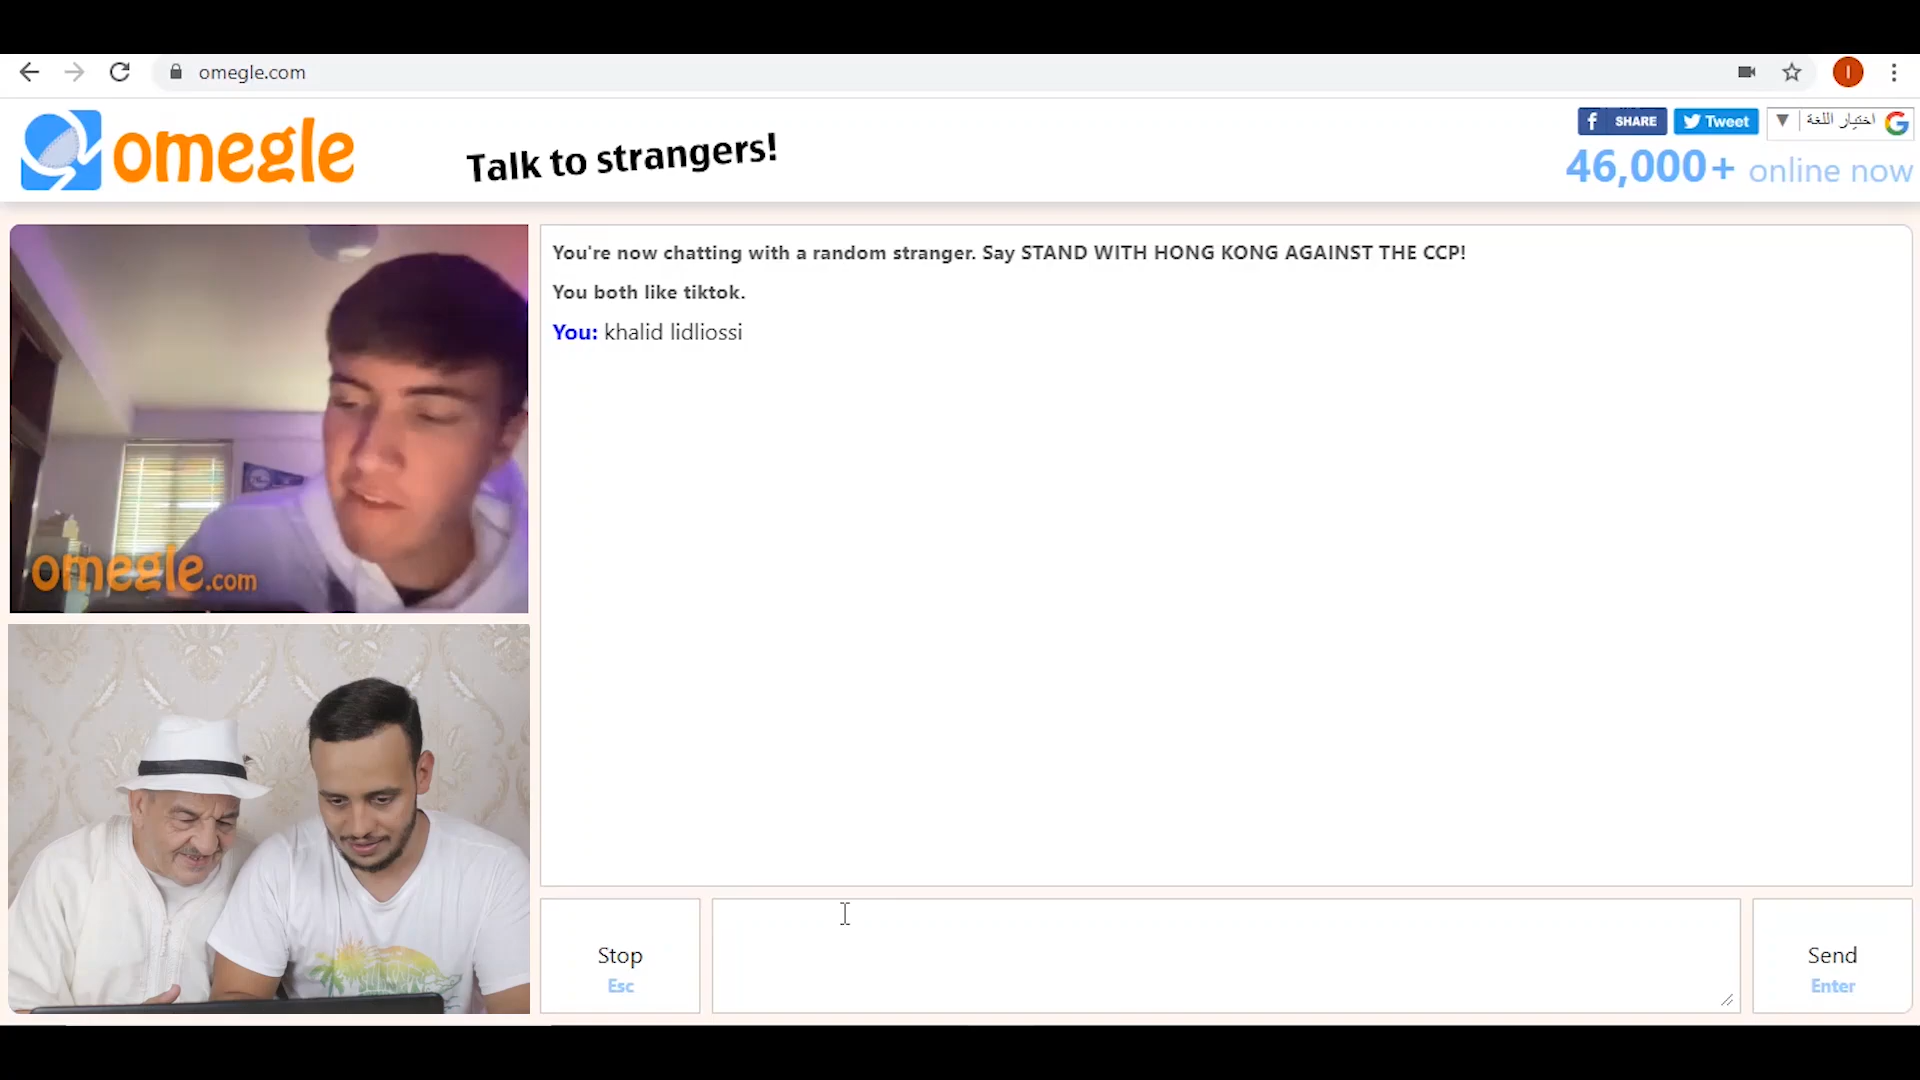 omegle.com
omegle
Talk to strangers!
SHARE
Tweet
اختيار اللغة
46,000+ online now
You're now chatting with a random stranger. Say STAND WITH HONG KONG AGAINST THE CCP!
You both like tiktok.
You: khalid lidliossi
omegle.com
Stop
Esc
Send
Enter